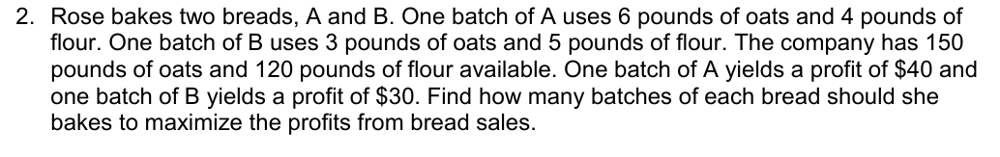 2. Rose bakes two breads, A and B. One batch of A uses 6 pounds of oats and 4 pounds of
flour. One batch of B uses 3 pounds of oats and 5 pounds of flour. The company has 150
pounds of oats and 120 pounds of flour available. One batch of A yields a profit of $40 and
one batch of B yields a profit of $30. Find how many batches of each bread should she
bakes to maximize the profits from bread sales.